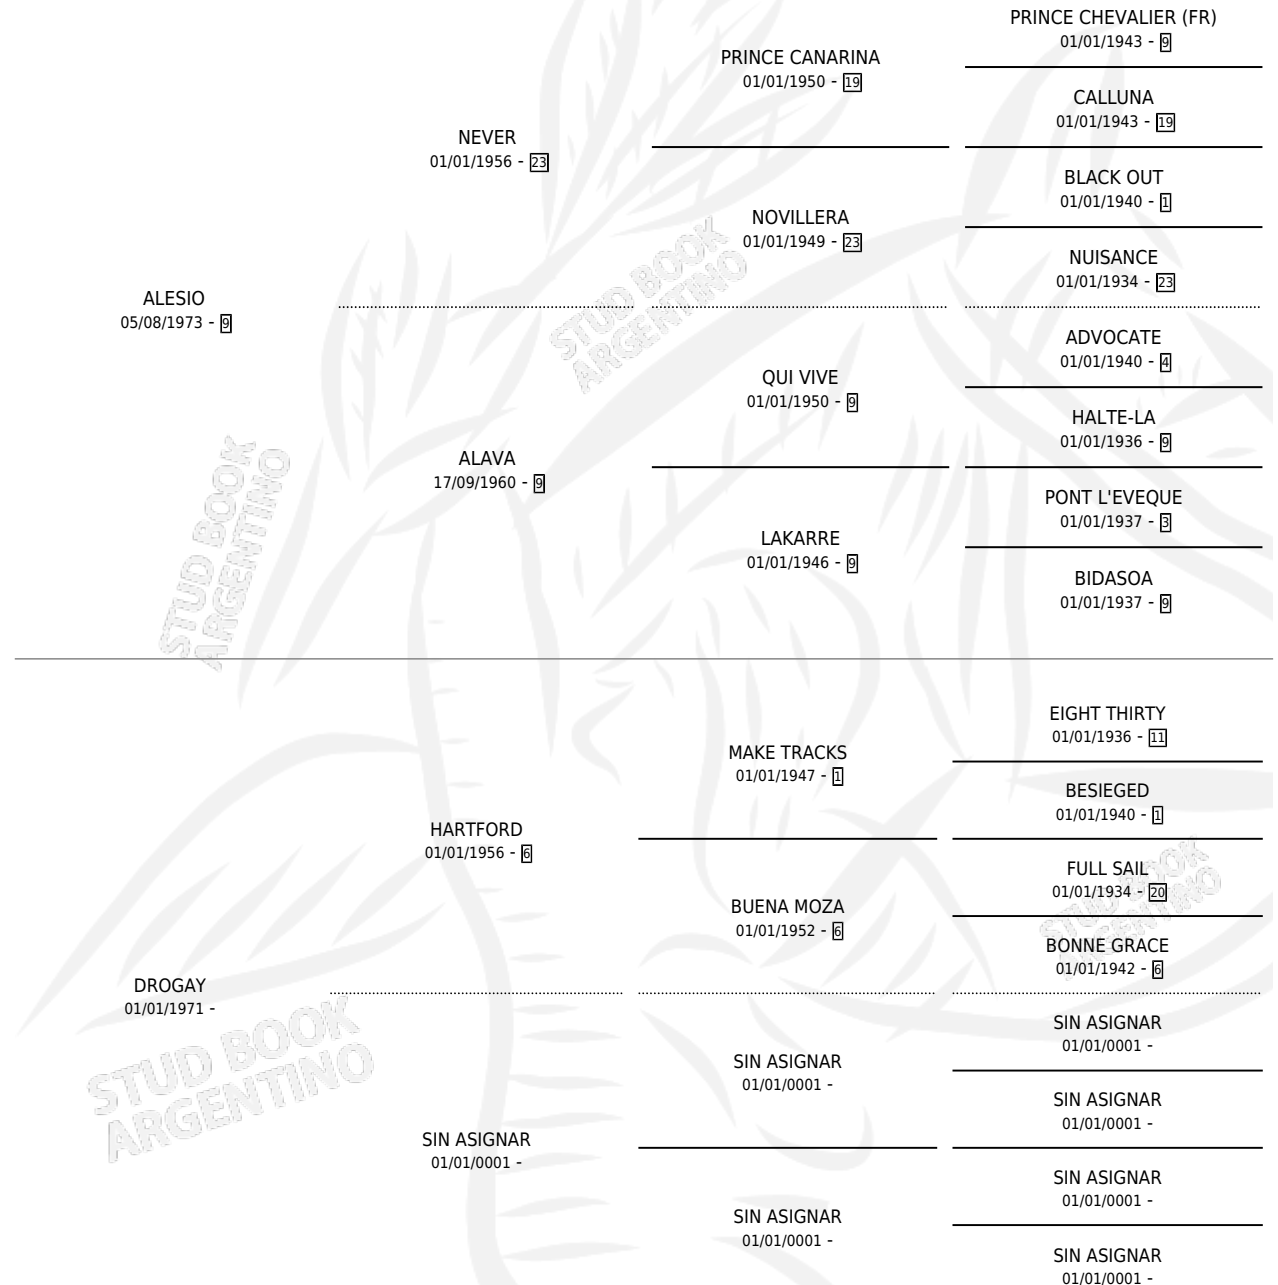 PRINCE CHEVALIER (FR)
01/01/1943 - 9
PRINCE CANARINA
01/01/1950 - 19
CALLUNA
01/01/1943 - 19
NEVER
01/01/1956 - 23
BLACK OUT
01/01/1940 - 1
NOVILLERA
01/01/1949 - 23
NUISANCE
01/01/1934 - 23
ALESIO
05/08/1973 - 9
ADVOCATE
01/01/1940 - 4
QUI VIVE
01/01/1950 - 9
HALTE-LA
01/01/1936 - 9
ALAVA
17/09/1960 - 9
PONT L'EVEQUE
01/01/1937 - 3
LAKARRE
01/01/1946 - 9
BIDASOA
01/01/1937 - 9
STUD BOOK
ARGENTINO
STUD BOOK
ARGENTINO
EIGHT THIRTY
01/01/1936 - 11
MAKE TRACKS
01/01/1947 - 1
BESIEGED
01/01/1940 - 1
HARTFORD
01/01/1956 - 6
FULL SAIL
01/01/1934 - 20
BUENA MOZA
01/01/1952 - 6
BONNE GRACE
01/01/1942 - 6
STUD BOOK
ARGENTINO
DROGAY
01/01/1971 -
SIN ASIGNAR
01/01/0001 -
SIN ASIGNAR
01/01/0001 -
SIN ASIGNAR
01/01/0001 -
SIN ASIGNAR
01/01/0001 -
SIN ASIGNAR
01/01/0001 -
SIN ASIGNAR
01/01/0001 -
SIN ASIGNAR
01/01/0001 -
STUD BOOK
ARGENTINO